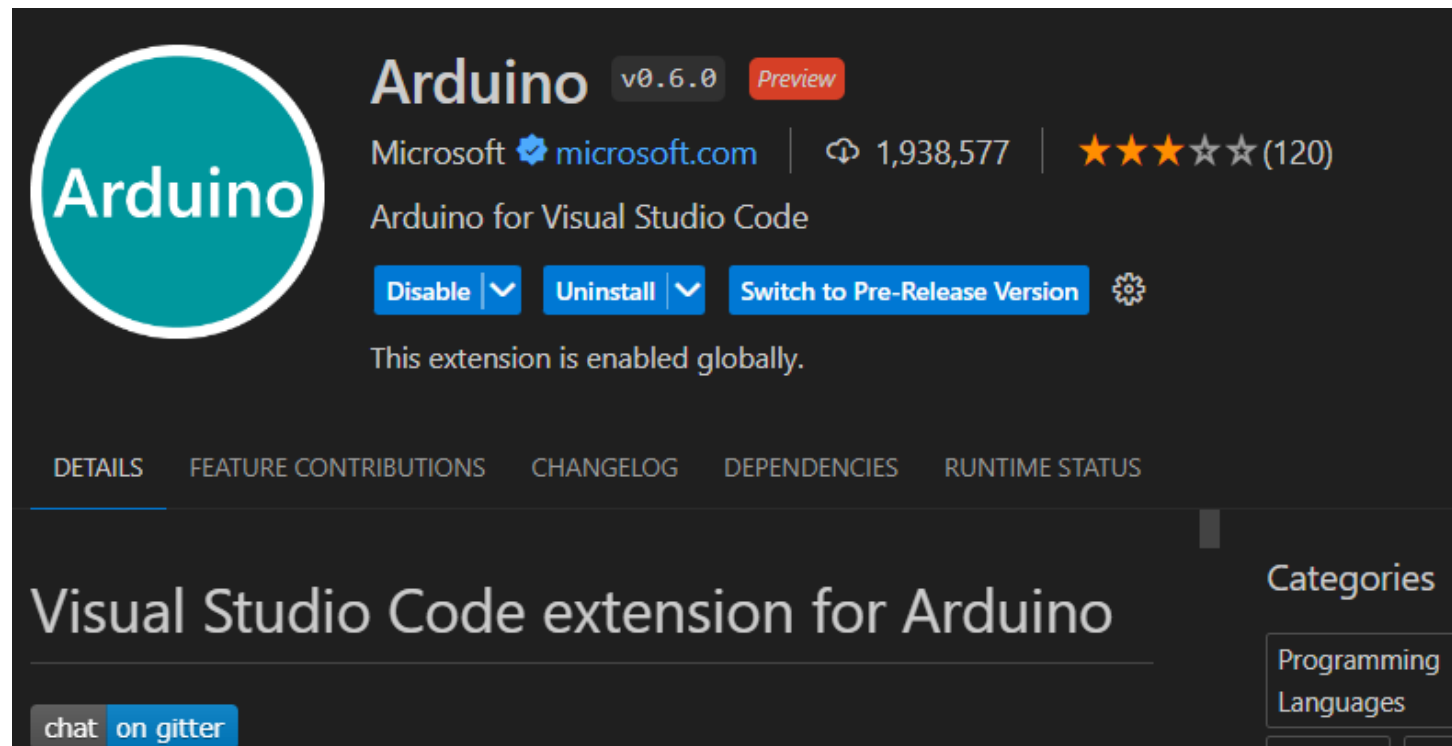 Arduino
Arduino v0.6.0 Preview
Microsoft microsoft.com 1,938,577 (120)
Arduino for Visual Studio Code
Disable Uninstall Switch to Pre-Release Version
This extension is enabled globally.
DETAILS FEATURE CONTRIBUTIONS CHANGELOG DEPENDENCIES RUNTIME STATUS
Visual Studio Code extension for Arduino
chat on gitter
Categories
Programming
Languages